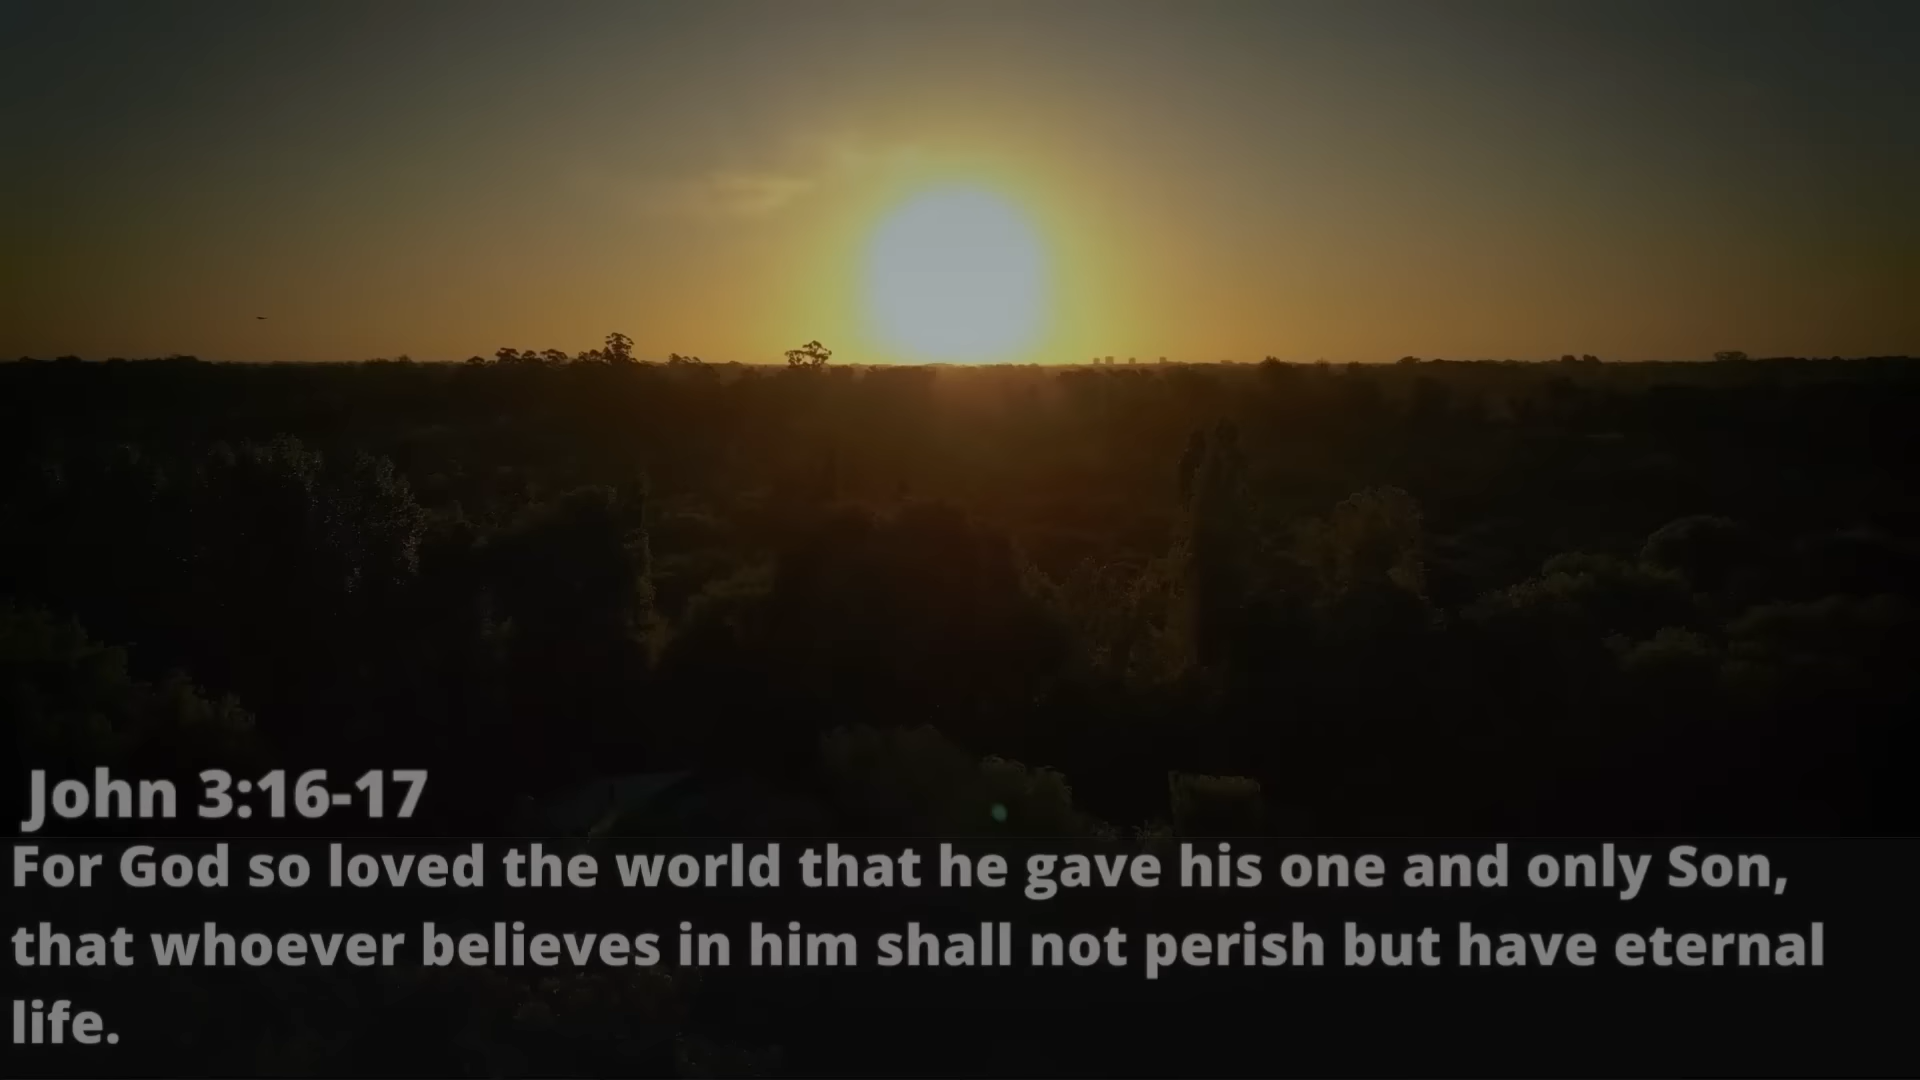 John 3:16-17
For God so loved the world that he gave his one and only Son,
that whoever believes in him shall not perish but have eternal
life.